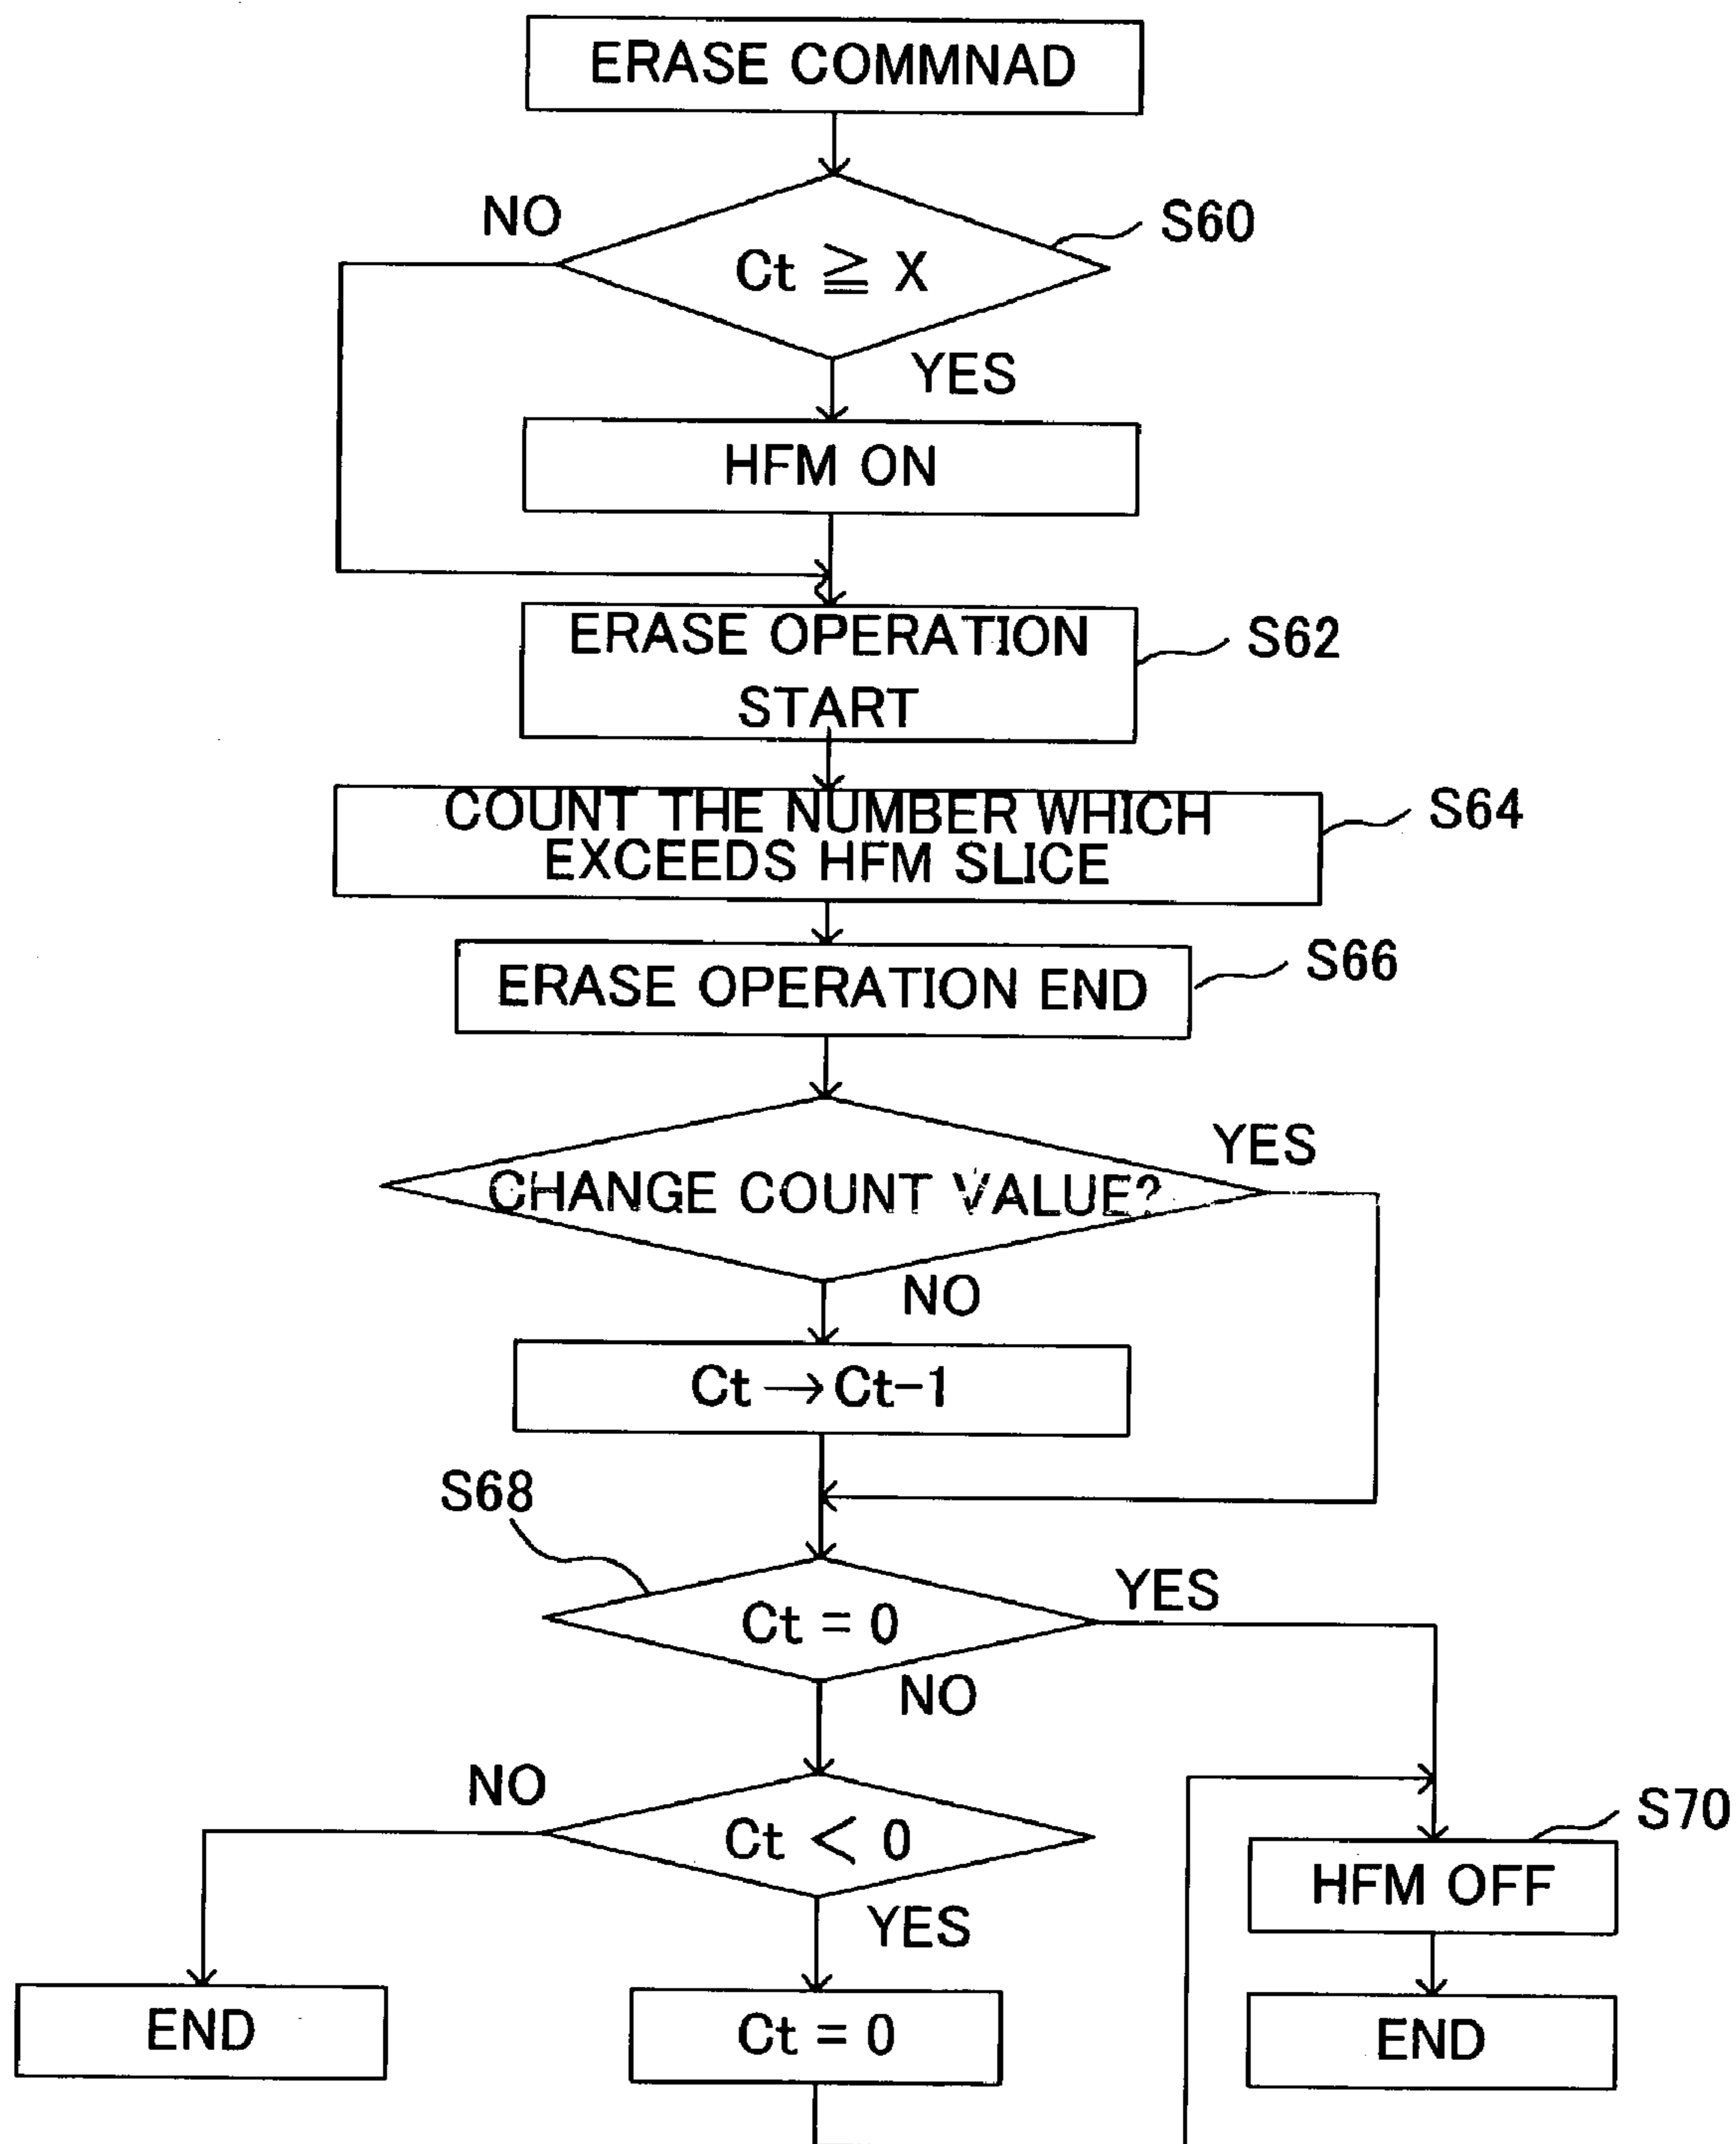 ERASE COMMNAD
NO
S60
Ct ≧ X
YES
HFM ON
ERASE OPERATION
START
S62
COUNT THE NUMBER WHICH
EXCEEDS HFM SLICE
S64
ERASE OPERATION END
S66
YES
CHANGE COUNT VALUE?
NO
Ct→Ct-1
S68
YES
Ct = 0
NO
NO
Ct < 0
S70
HFM OFF
YES
END
Ct = 0
END